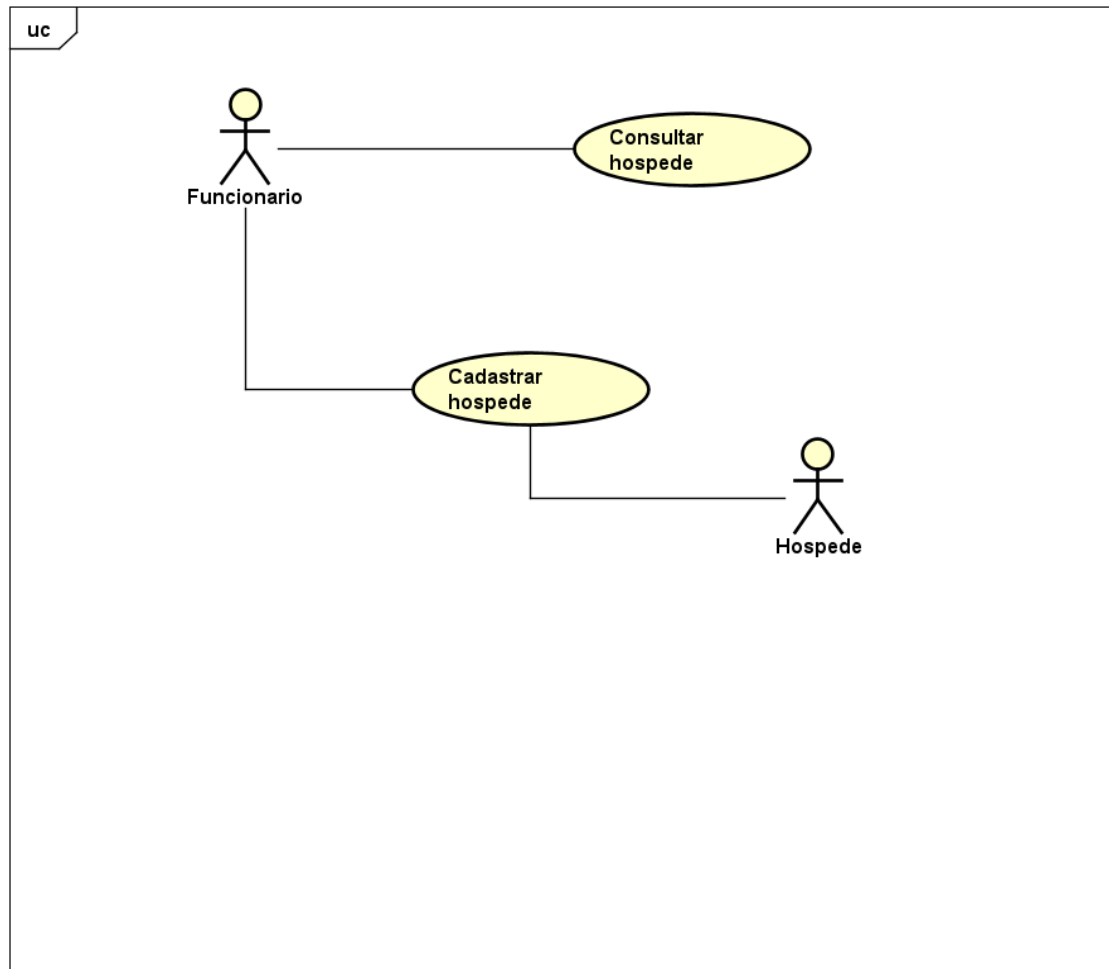 uc
Consultar
hospede
Funcionario
Cadastrar
hospede
Hospede